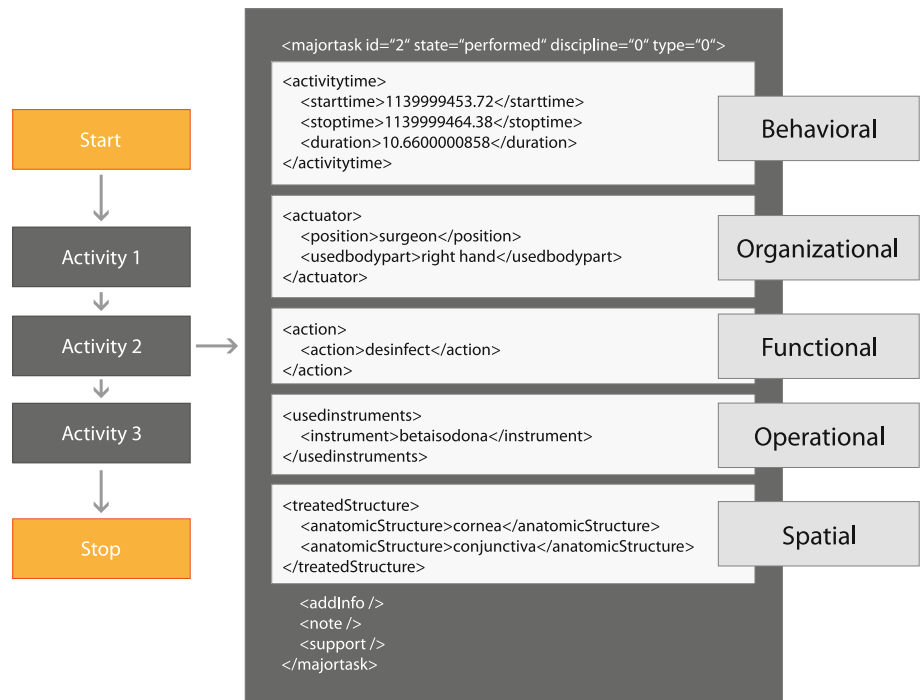 Start
Activity 1
Activity 2
Activity 3
Stop
<majortask id="2“ state="performed“ discipline="0“ type="0“>
<activitytime>
<starttime>1139999453.72</starttime>
<stoptime>1139999464.38</stoptime>
<duration>10.6600000858</duration>
</activitytime>
Behavioral
<actuator>
<position>surgeon</position>
<usedbodypart>right hand</usedbodypart>
</actuator>
Organizational
<action>
<action>desinfect</action>
</action>
Functional
<usedinstruments>
<instrument>betaisodona</instrument>
</usedinstruments>
Operational
<treatedStructure>
<anatomicStructure>cornea</anatomicStructure>
<anatomicStructure>conjunctiva</anatomicStructure>
</treatedStructure>
Spatial
<addInfo />
<note />
<support />
</majortask>